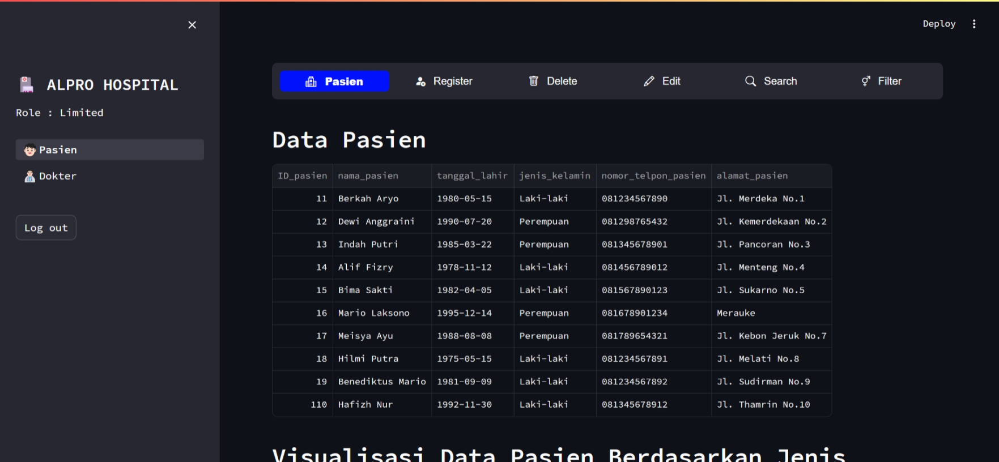 Deploy
ALPRO HOSPITAL
Role : Limited
Pasien
Dokter
Log out
Pasien Register Delete Edit Search Filter
Data Pasien
ID_pasien nama_pasien tanggal_lahir jenis_kelamin nomor_telpon_pasien alamat_pasien
11 Berkah Aryo 1980-05-15 Laki-laki 081234567890 Jl. Merdeka No.1
12 Dewi Anggraini 1990-07-20 Perempuan 081298765432 Jl. Kemerdekaan No.2
13 Indah Putri 1985-03-22 Perempuan 081345678901 Jl. Pancoran No.3
14 Alif Fizry 1978-11-12 Laki-laki 081456789012 Jl. Menteng No.4
15 Bima Sakti 1982-04-05 Laki-laki 081567890123 Jl. Sukarno No.5
16 Mario Laksono 1995-12-14 Perempuan 081678901234 Merauke
17 Meisya Ayu 1988-08-08 Perempuan 081789654321 Jl. Kebon Jeruk No.7
18 Hilmi Putra 1975-05-15 Laki-laki 081234567891 Jl. Melati No.8
19 Benediktus Mario 1981-09-09 Laki-laki 081234567892 Jl. Sudirman No.9
110 Hafizh Nur 1992-11-30 Laki-laki 081345678912 Jl. Thamrin No.10
Visualisasi Data Pasien Berdasarkan Jenis